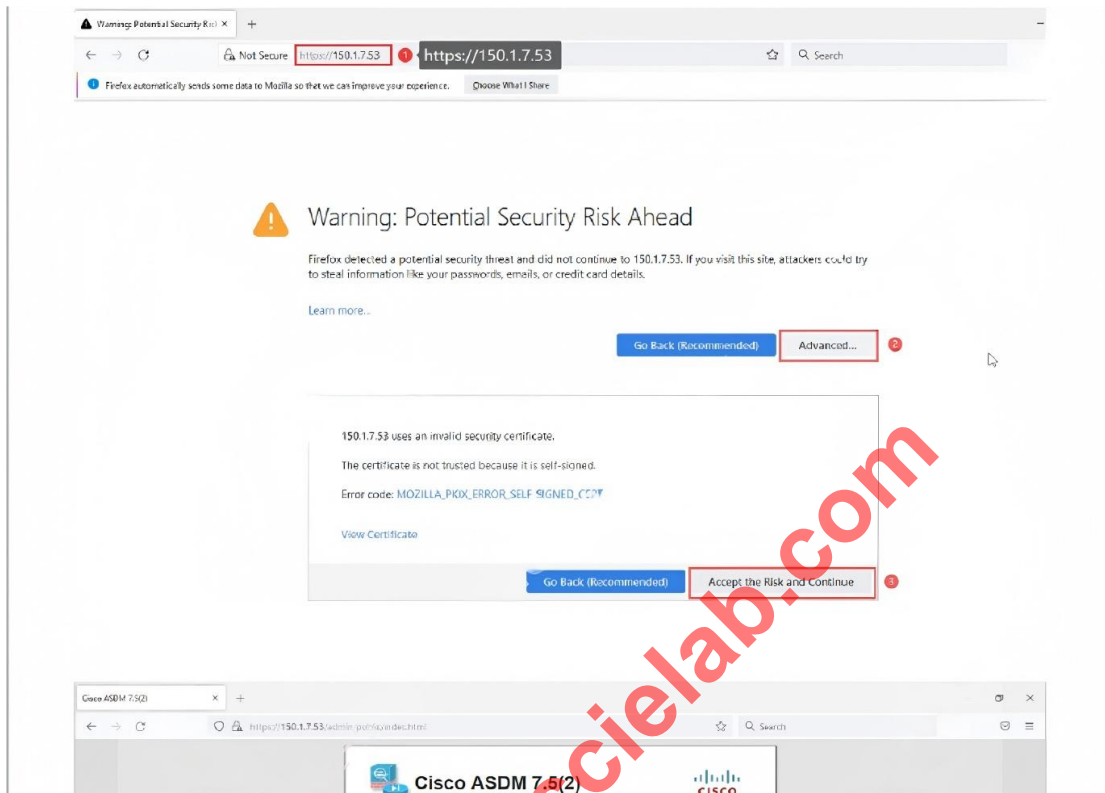 Warning: Potential Security Risk × +
Not Secure https://150.1.7.53 1 https://150.1.7.53 Search
Firefox automatically sends some data to Mozilla so that we can improve your experience. Choose What I Share
Warning: Potential Security Risk Ahead
Firefox detected a potential security threat and did not continue to 150.1.7.53. If you visit this site, attackers could try
to steal information like your passwords, emails, or credit card details.
Learn more...
Go Back (Recommended) Advanced... 2
150.1.7.53 uses an invalid security certificate.
The certificate is not trusted because it is self-signed.
Error code: MOZILLA_PKIX_ERROR_SELF_SIGNED_CERT
View Certificate
Go Back (Recommended) Accept the Risk and Continue 3
Cisco ASDM 7.5(2) × +
https://150.1.7.53/admin/public/index.html Search
Cisco ASDM 7.5(2)
CISCO
cielab.com